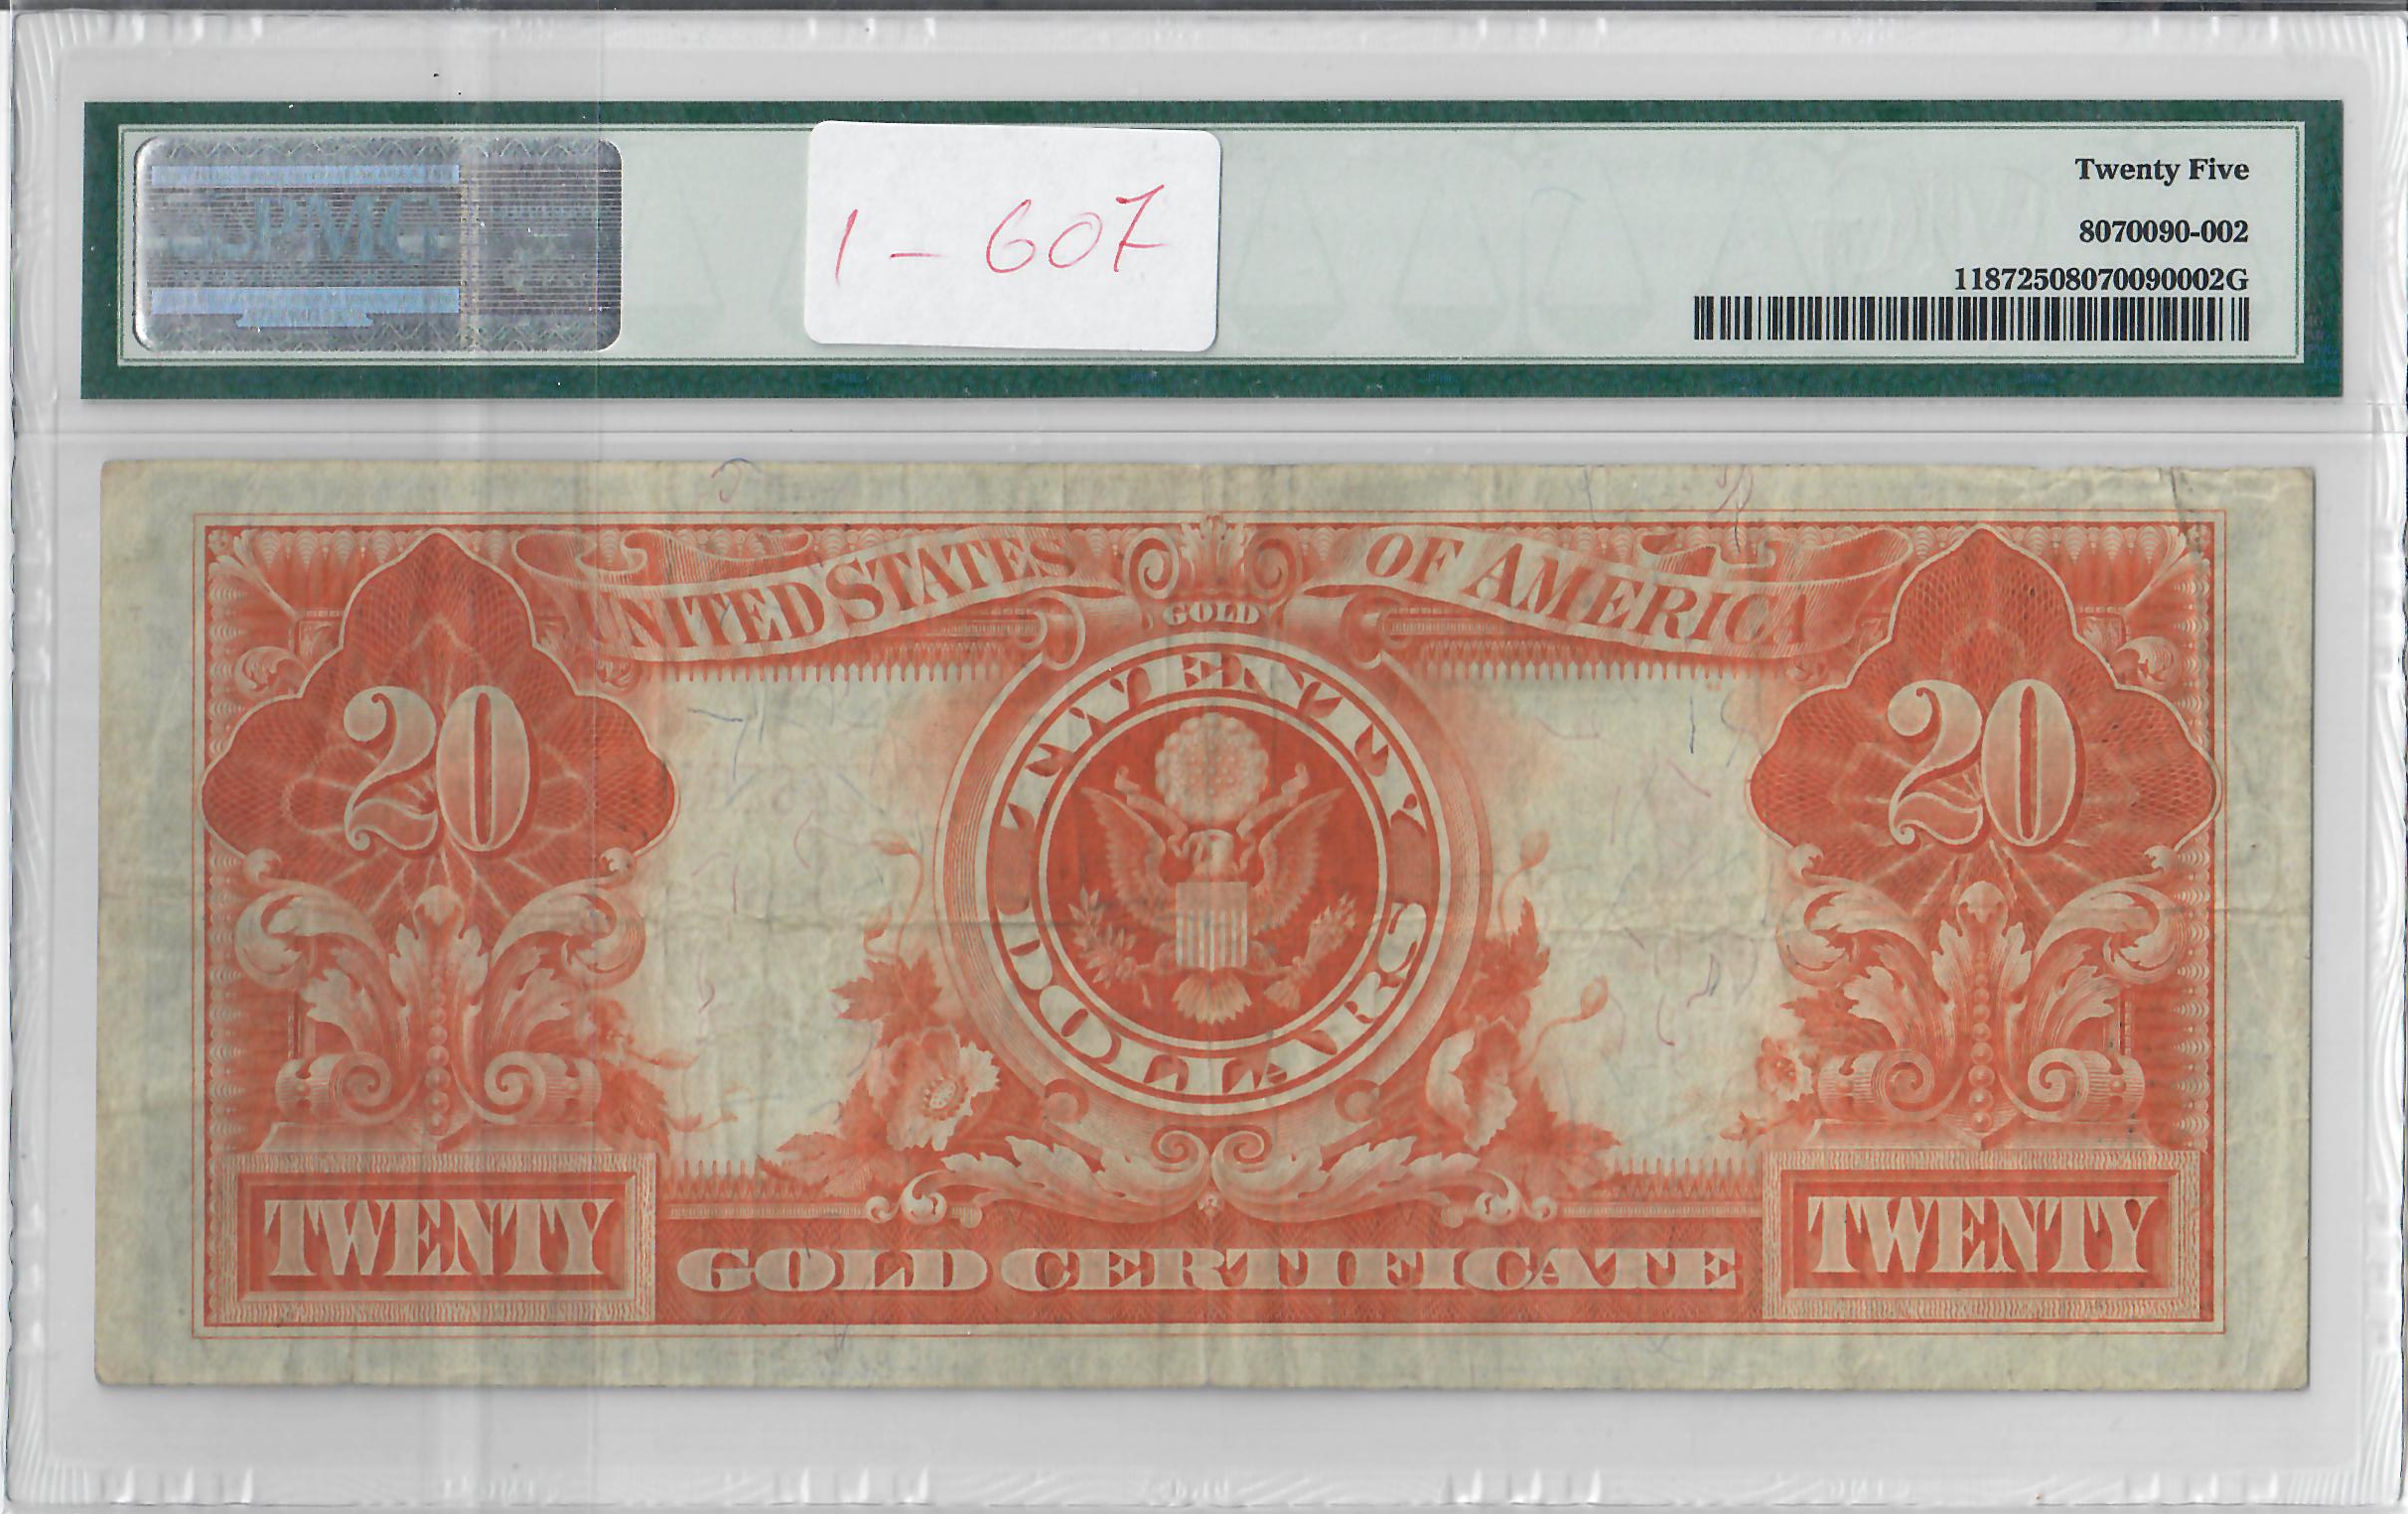 PMG
1-607
Twenty Five
8070090-002
11872508070090002G
UNITED STATES OF AMERICA
GOLD
TWENTY DOLLARS
20
20
TWENTY
GOLD CERTIFICATE
TWENTY